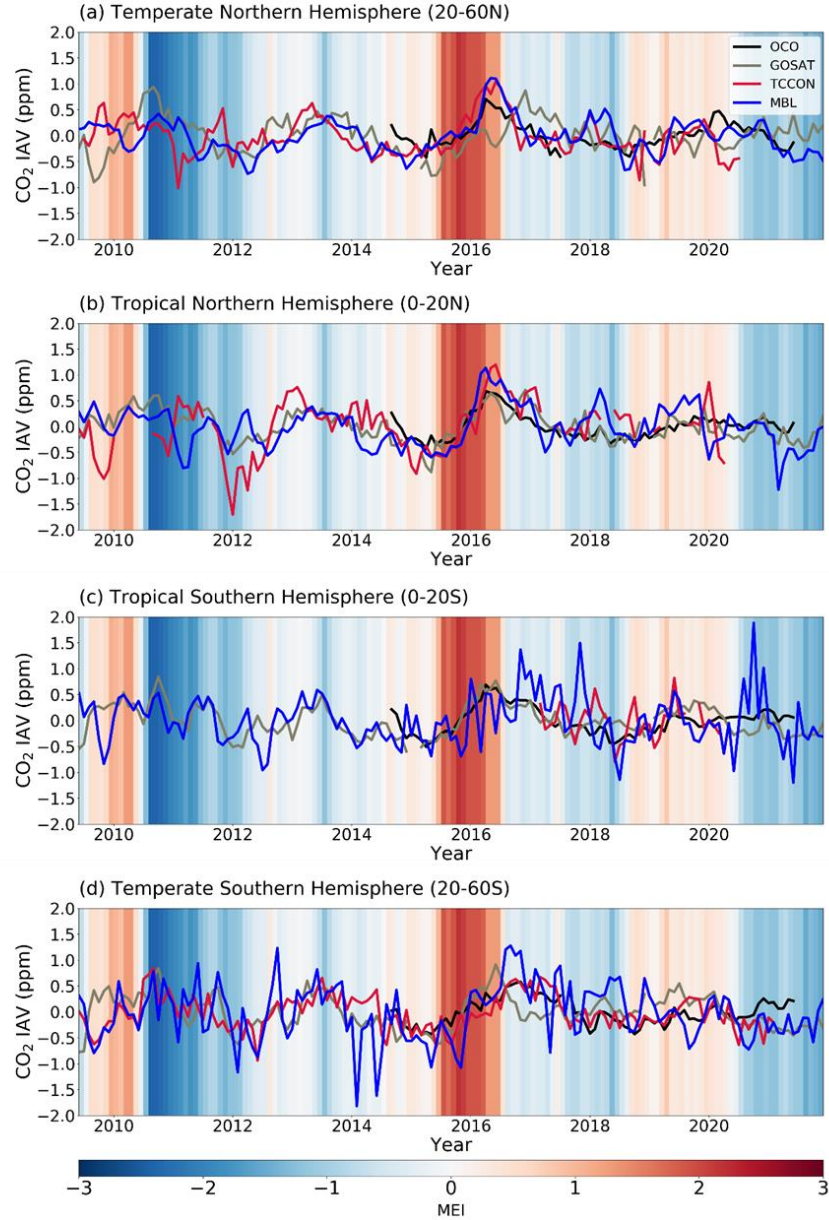 (a) Temperate Northern Hemisphere (20-60N)
2.0
1.5
1.0
0.5
0.0
−0.5
−1.0
−1.5
−2.0
CO2 IAV (ppm)
OCO
GOSAT
TCCON
MBL
2010 2012 2014 2016 2018 2020
Year
(b) Tropical Northern Hemisphere (0-20N)
2.0
1.5
1.0
0.5
0.0
−0.5
−1.0
−1.5
−2.0
CO2 IAV (ppm)
2010 2012 2014 2016 2018 2020
Year
(c) Tropical Southern Hemisphere (0-20S)
2.0
1.5
1.0
0.5
0.0
−0.5
−1.0
−1.5
−2.0
CO2 IAV (ppm)
2010 2012 2014 2016 2018 2020
Year
(d) Temperate Southern Hemisphere (20-60S)
2.0
1.5
1.0
0.5
0.0
−0.5
−1.0
−1.5
−2.0
CO2 IAV (ppm)
2010 2012 2014 2016 2018 2020
Year
−3 −2 −1 0 1 2 3
MEI